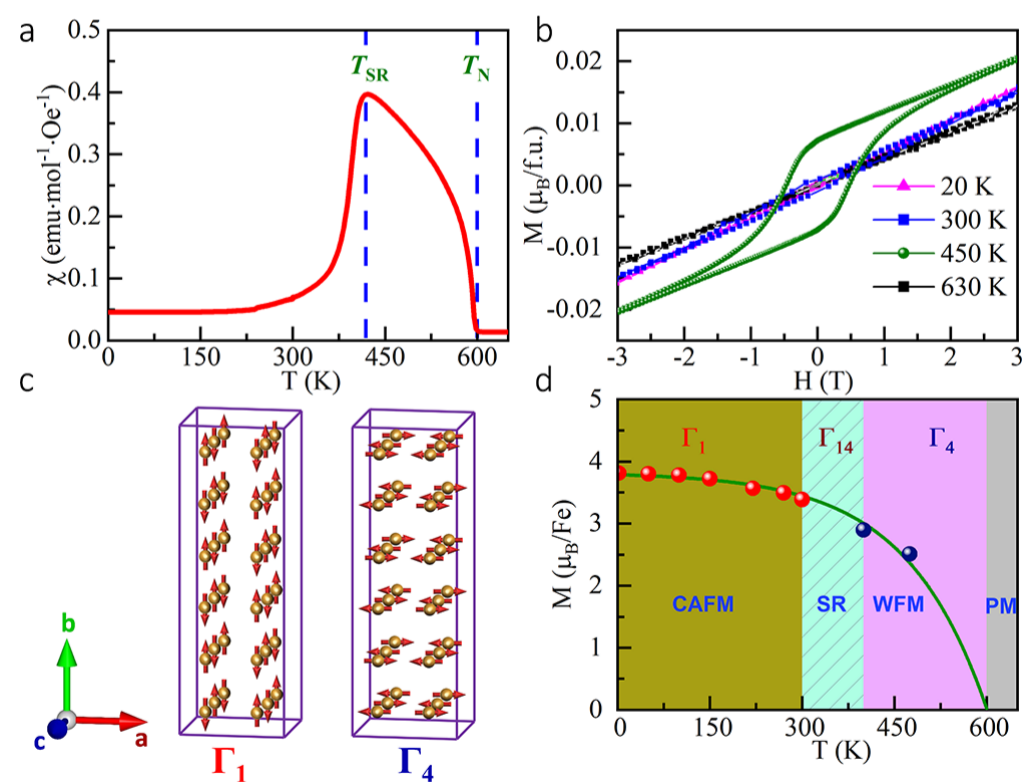 a
0.5
0.4
0.3
0.2
0.1
0.0
χ (emu·mol⁻¹·Oe⁻¹)
T_SR
T_N
0
150
300
450
600
T (K)
b
0.02
0.01
0.00
-0.01
-0.02
M (μ_B/f.u.)
20 K
300 K
450 K
630 K
-3
-2
-1
0
1
2
3
H (T)
c
b
c
a
Γ₁
Γ₄
d
5
4
3
2
1
0
M (μ_B/Fe)
Γ₁
Γ₁₄
Γ₄
CAFM
SR
WFM
PM
0
150
300
450
600
T (K)